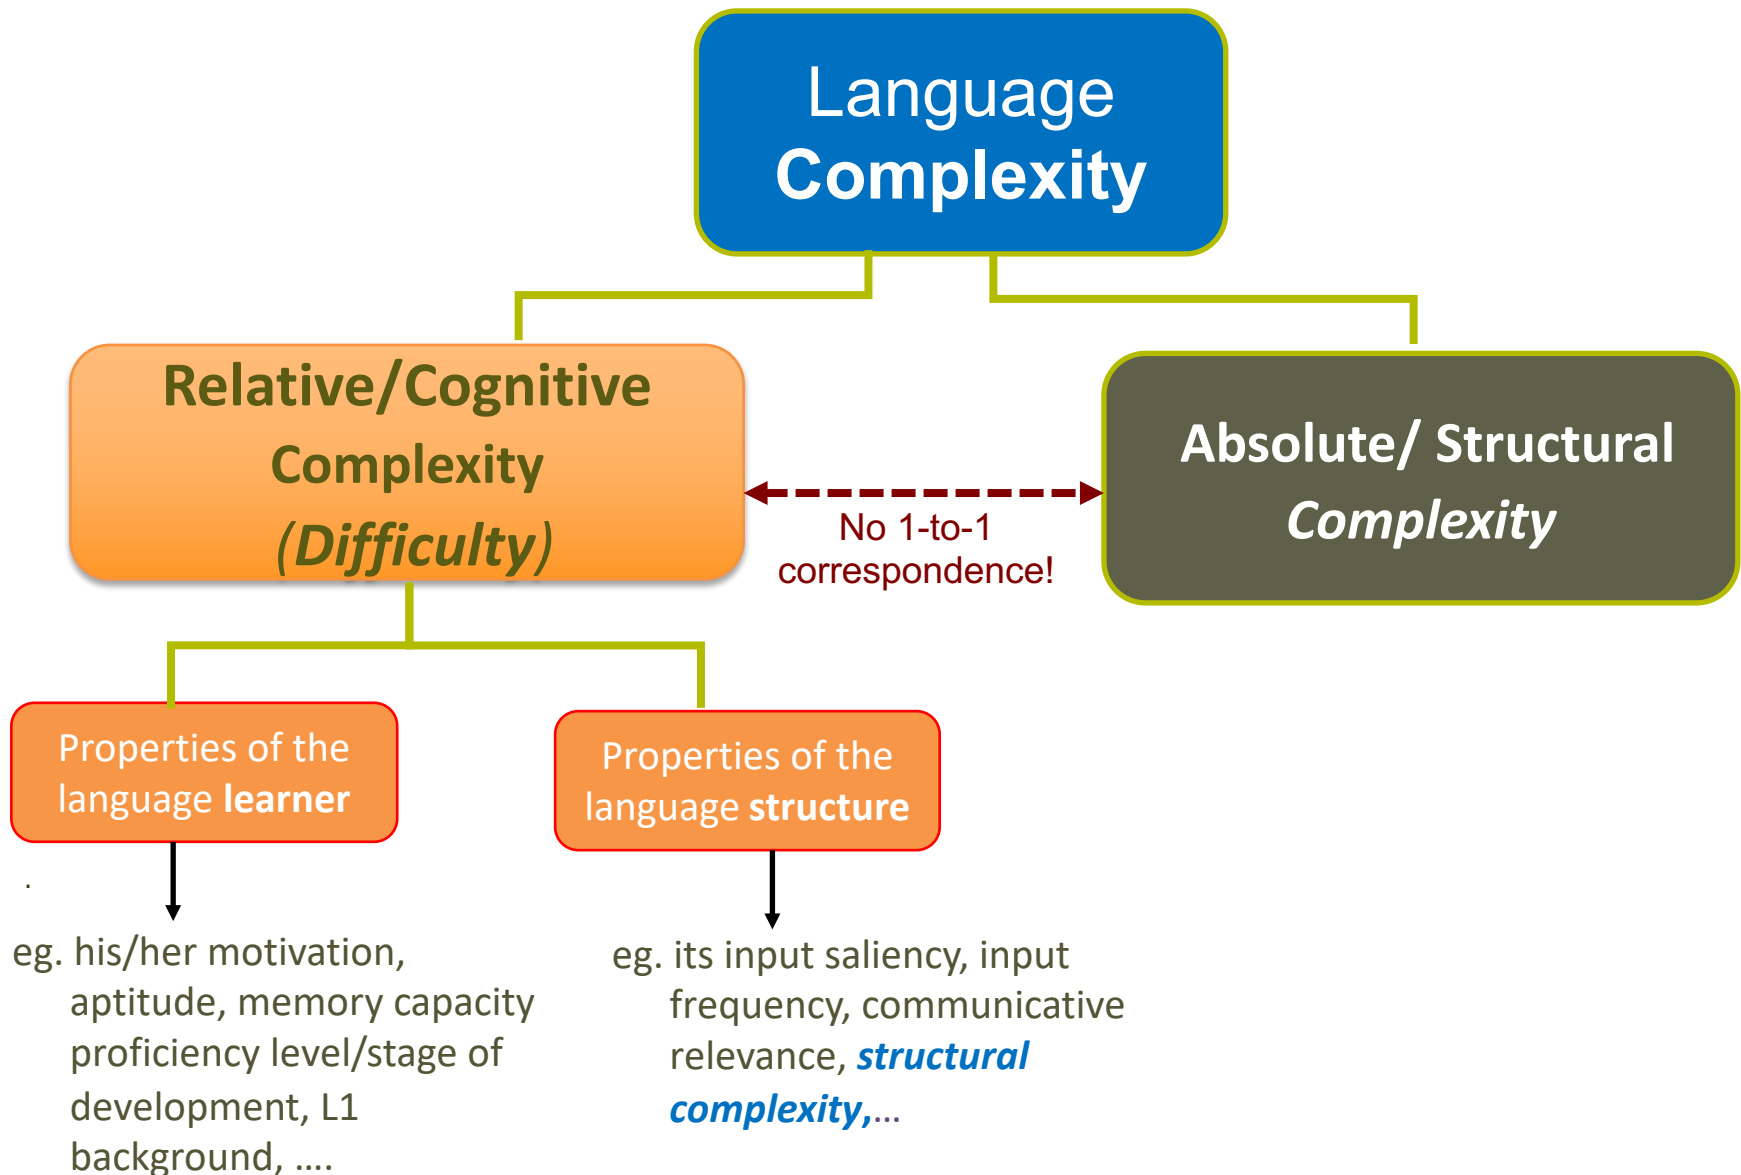 Language
Complexity
Relative/Cognitive
Complexity
(Difficulty)
Absolute/ Structural
Complexity
No 1-to-1
correspondence!
Properties of the
language learner
Properties of the
language structure
.
eg. his/her motivation,
aptitude, memory capacity
proficiency level/stage of
development, L1
background, ....
eg. its input saliency, input
frequency, communicative
relevance, structural
complexity,...